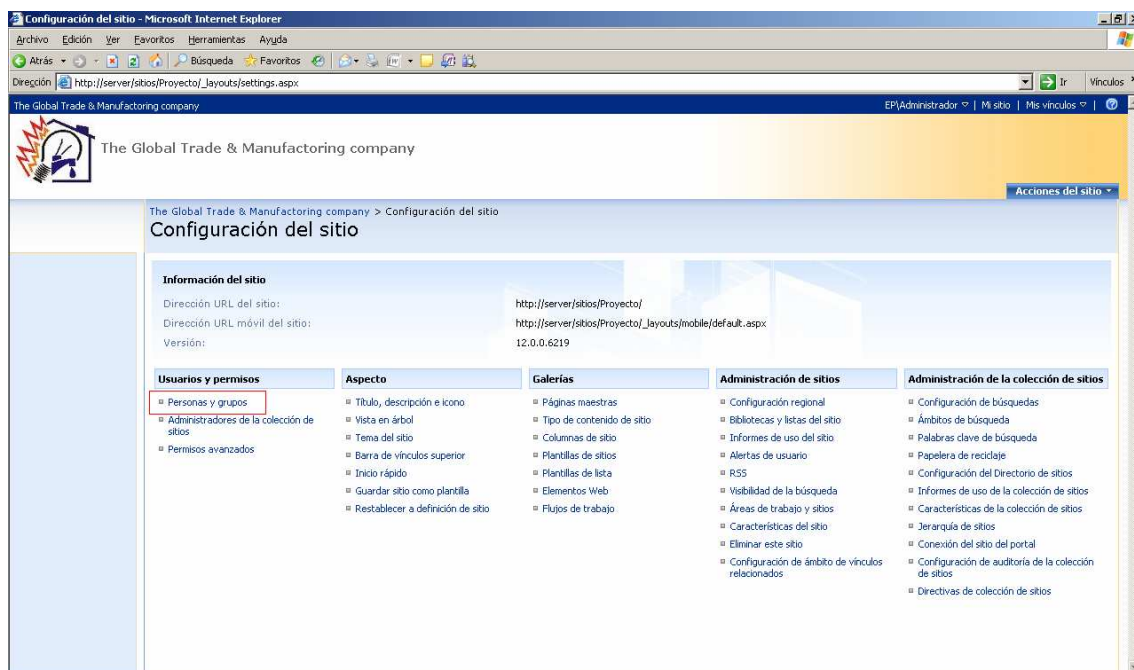 Configuración del sitio - Microsoft Internet Explorer
Archivo Edición Ver Favoritos Herramientas Ayuda
Atrás Búsqueda Favoritos
Dirección http://server/sitios/Proyecto/_layouts/settings.aspx Ir Vínculos
The Global Trade & Manufactoring company EP\Administrador | Mi sitio | Mis vínculos |
The Global Trade & Manufactoring company
Acciones del sitio
The Global Trade & Manufactoring company > Configuración del sitio
Configuración del sitio
Información del sitio
Dirección URL del sitio: http://server/sitios/Proyecto/
Dirección URL móvil del sitio: http://server/sitios/Proyecto/_layouts/mobile/default.aspx
Versión: 12.0.0.6219
Usuarios y permisos
Personas y grupos
Administradores de la colección de
sitios
Permisos avanzados
Aspecto
Título, descripción e icono
Vista en árbol
Tema del sitio
Barra de vínculos superior
Inicio rápido
Guardar sitio como plantilla
Restablecer a definición de sitio
Galerías
Páginas maestras
Tipo de contenido de sitio
Columnas de sitio
Plantillas de sitios
Plantillas de lista
Elementos Web
Flujos de trabajo
Administración de sitios
Configuración regional
Bibliotecas y listas del sitio
Informes de uso del sitio
Alertas de usuario
RSS
Visibilidad de la búsqueda
Áreas de trabajo y sitios
Características del sitio
Eliminar este sitio
Configuración de ámbito de vínculos
relacionados
Administración de la colección de sitios
Configuración de búsquedas
Ámbitos de búsqueda
Palabras clave de búsqueda
Papelera de reciclaje
Configuración del Directorio de sitios
Informes de uso de la colección de sitios
Características de la colección de sitios
Jerarquía de sitios
Conexión del sitio del portal
Configuración de auditoría de la colección
de sitios
Directivas de colección de sitios